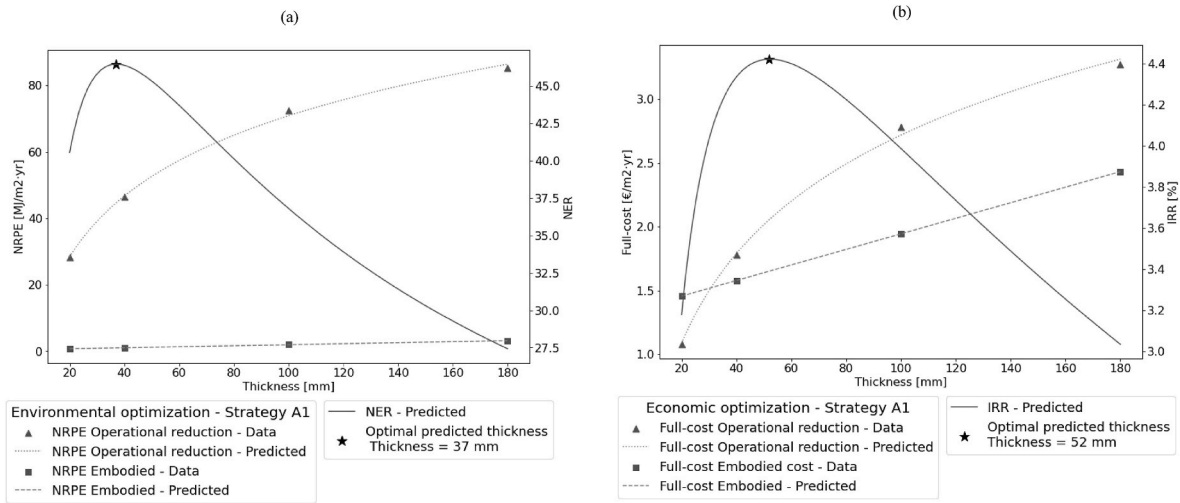 (a)
(b)
80
60
40
20
0
NRPE [MJ/m2·yr]
45.0
42.5
40.0
37.5
35.0
32.5
30.0
27.5
NER
20 40 60 80 100 120 140 160 180
Thickness [mm]
Environmental optimization - Strategy A1
NRPE Operational reduction - Data
NRPE Operational reduction - Predicted
NRPE Embodied - Data
NRPE Embodied - Predicted
NER - Predicted
Optimal predicted thickness
Thickness = 37 mm
3.0
2.5
2.0
1.5
1.0
Full-cost [€/m2·yr]
4.4
4.2
4.0
3.8
3.6
3.4
3.2
3.0
IRR [%]
20 40 60 80 100 120 140 160 180
Thickness [mm]
Economic optimization - Strategy A1
Full-cost Operational reduction - Data
Full-cost Operational reduction - Predicted
Full-cost Embodied cost - Data
Full-cost Embodied - Predicted
IRR - Predicted
Optimal predicted thickness
Thickness = 52 mm